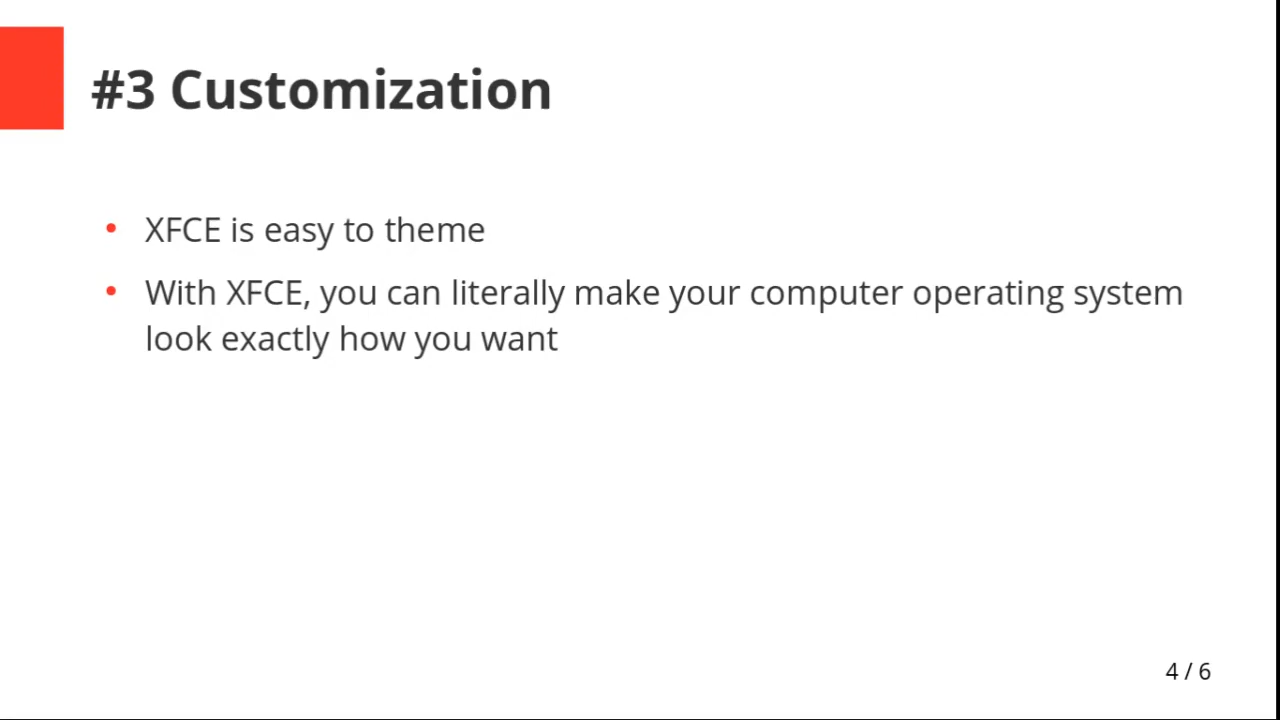 #3 Customization
• XFCE is easy to theme
• With XFCE, you can literally make your computer operating system
look exactly how you want
4 / 6